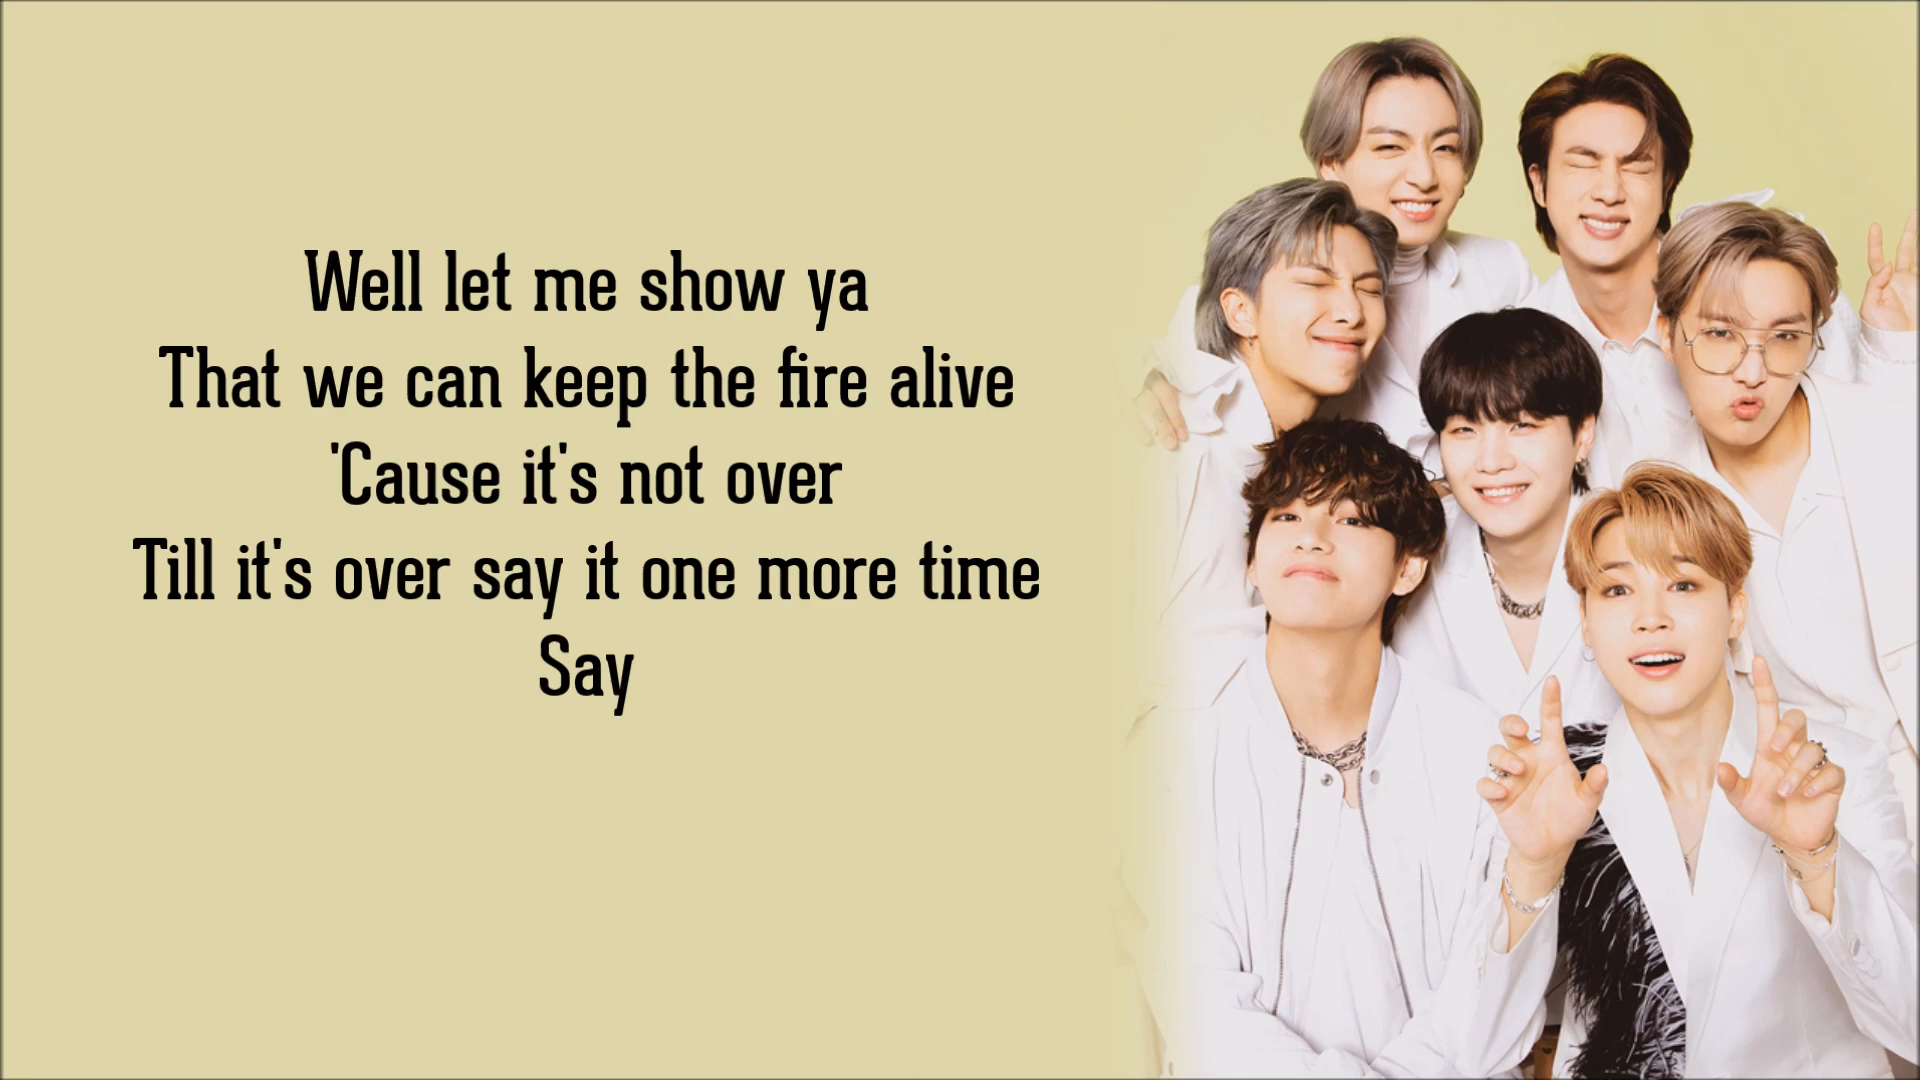 Well let me show ya
That we can keep the fire alive
'Cause it's not over
Till it's over say it one more time
Say